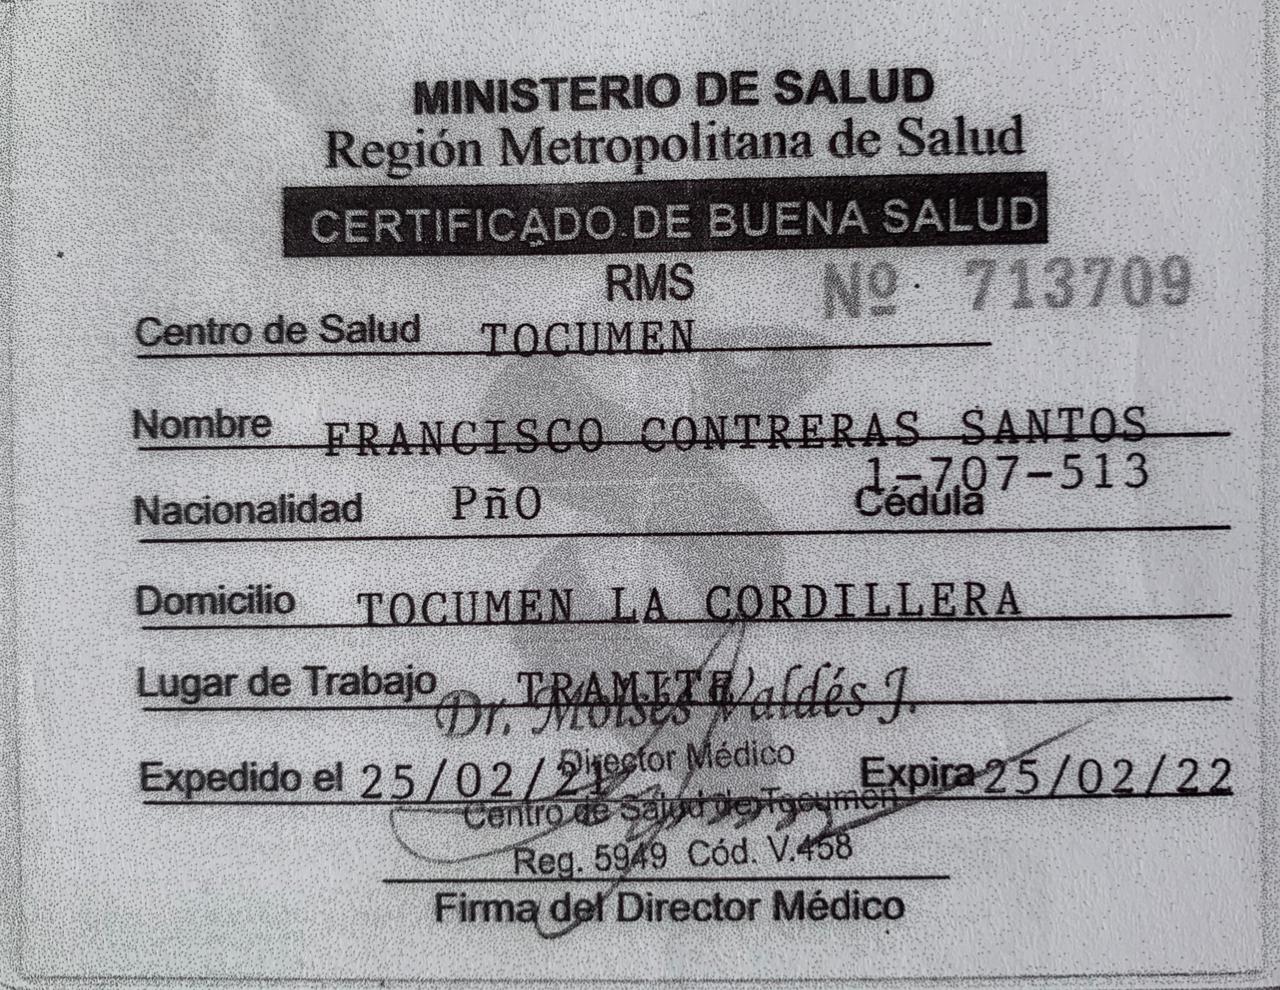 MINISTERIO DE SALUD
Región Metropolitana de Salud
CERTIFICADO DE BUENA SALUD
RMS Nº 713709
Centro de Salud TOCUMEN
Nombre FRANCISCO CONTRERAS SANTOS
1-707-513
Nacionalidad PñO Cédula
Domicilio TOCUMEN LA CORDILLERA
Lugar de Trabajo TRAMITE
Dr. Moisés Valdés J.
Director Médico
Expedido el 25/02/21 Expira 25/02/22
Centro de Salud de Tocumen
Reg. 5949 Cód. V.458
Firma del Director Médico